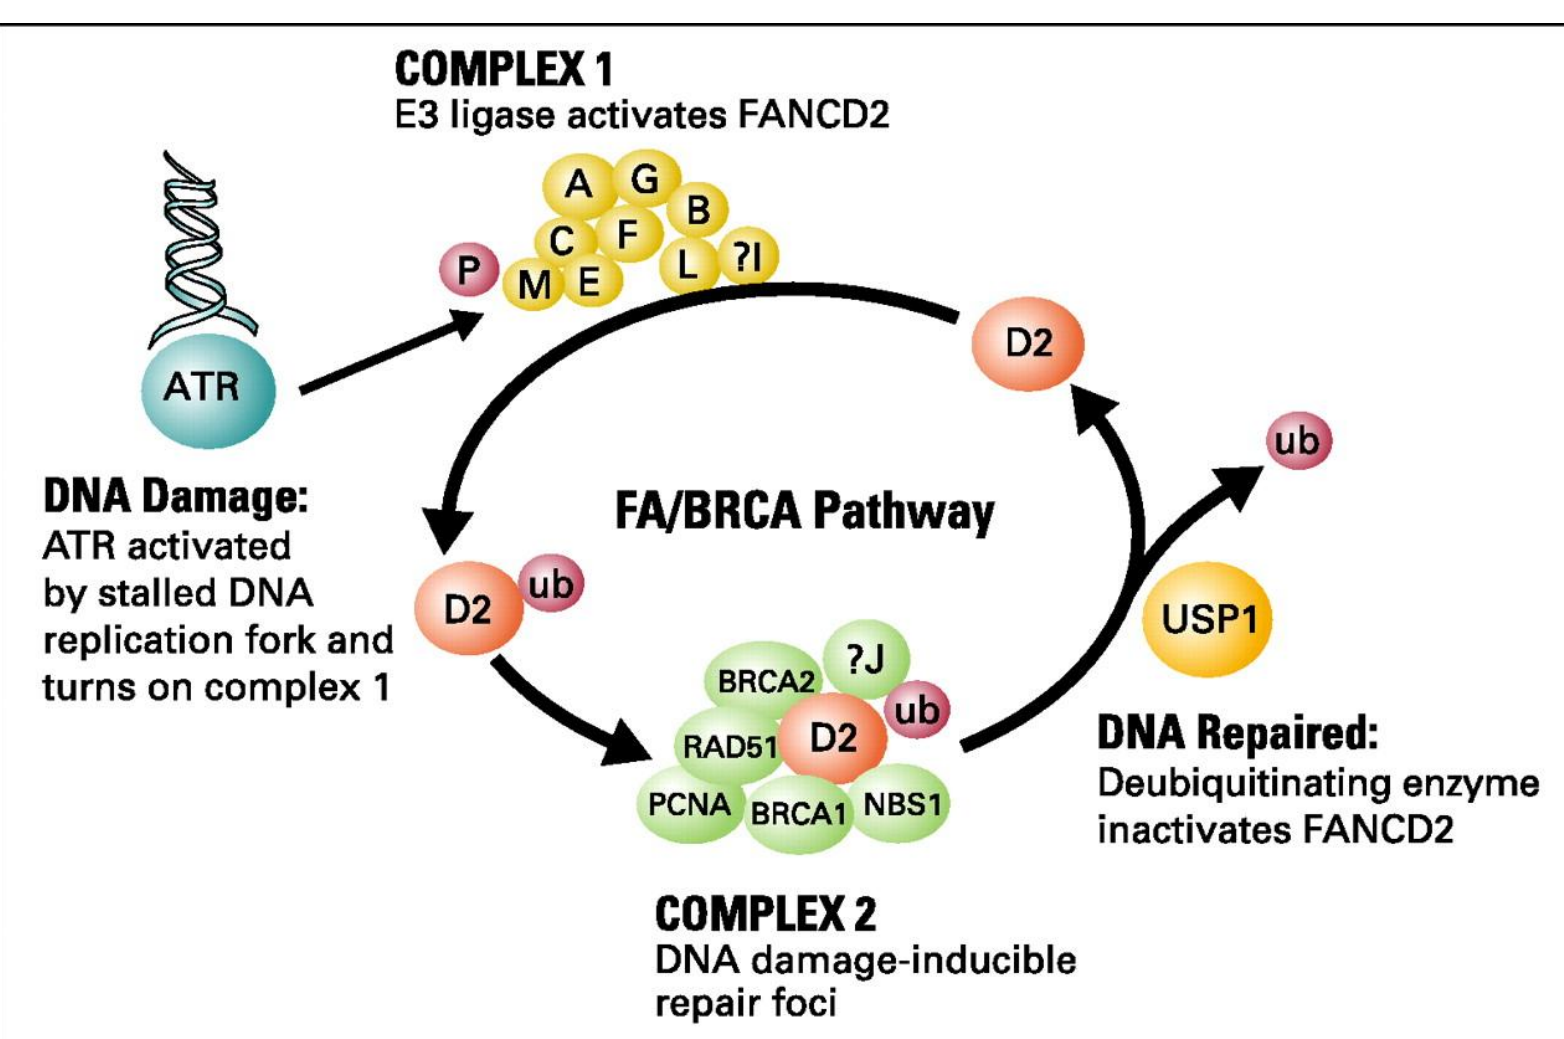 COMPLEX 1
E3 ligase activates FANCD2
A
G
B
C
F
P
M
E
L
?I
D2
ATR
ub
DNA Damage:
ATR activated
by stalled DNA
replication fork and
turns on complex 1
FA/BRCA Pathway
D2
ub
USP1
BRCA2
?J
ub
RAD51
D2
PCNA
BRCA1
NBS1
DNA Repaired:
Deubiquitinating enzyme
inactivates FANCD2
COMPLEX 2
DNA damage-inducible
repair foci